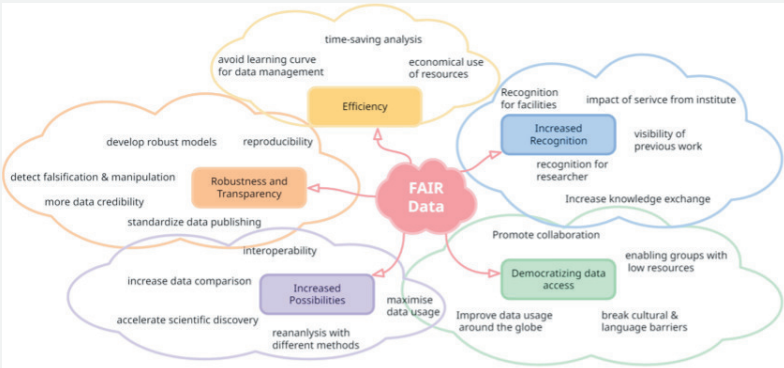 time-saving analysis
avoid learning curve
for data management
economical use
of resources
Efficiency
Recognition
for facilities
impact of serivce from institute
Increased
Recognition
visibility of
previous work
recognition for
researcher
Increase knowledge exchange
develop robust models
reproducibility
detect falsification & manipulation
Robustness and
Transparency
more data credibility
standardize data publishing
FAIR
Data
interoperability
increase data comparison
Increased
Possibilities
maximise
data usage
accelerate scientific discovery
reananlysis with
different methods
Promote collaboration
enabling groups with
low resources
Democratizing data
access
Improve data usage
around the globe
break cultural &
language barriers